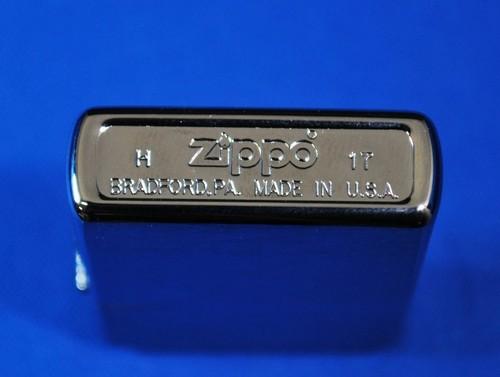 H Zippo 17
BRADFORD,PA. MADE IN U.S.A.